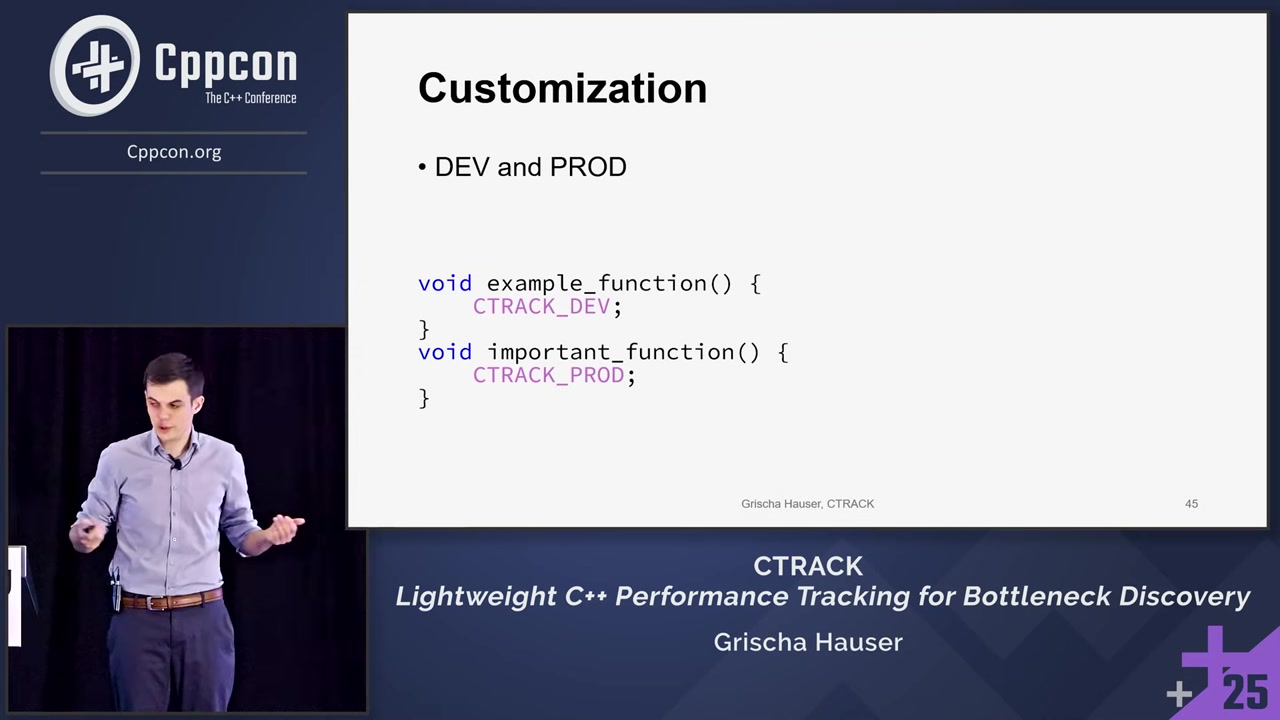 Cppcon
The C++ Conference
Cppcon.org
Customization
• DEV and PROD
void example_function() {
    CTRACK_DEV;
}
void important_function() {
    CTRACK_PROD;
}
Grischa Hauser, CTRACK
45
CTRACK
Lightweight C++ Performance Tracking for Bottleneck Discovery
Grischa Hauser
25